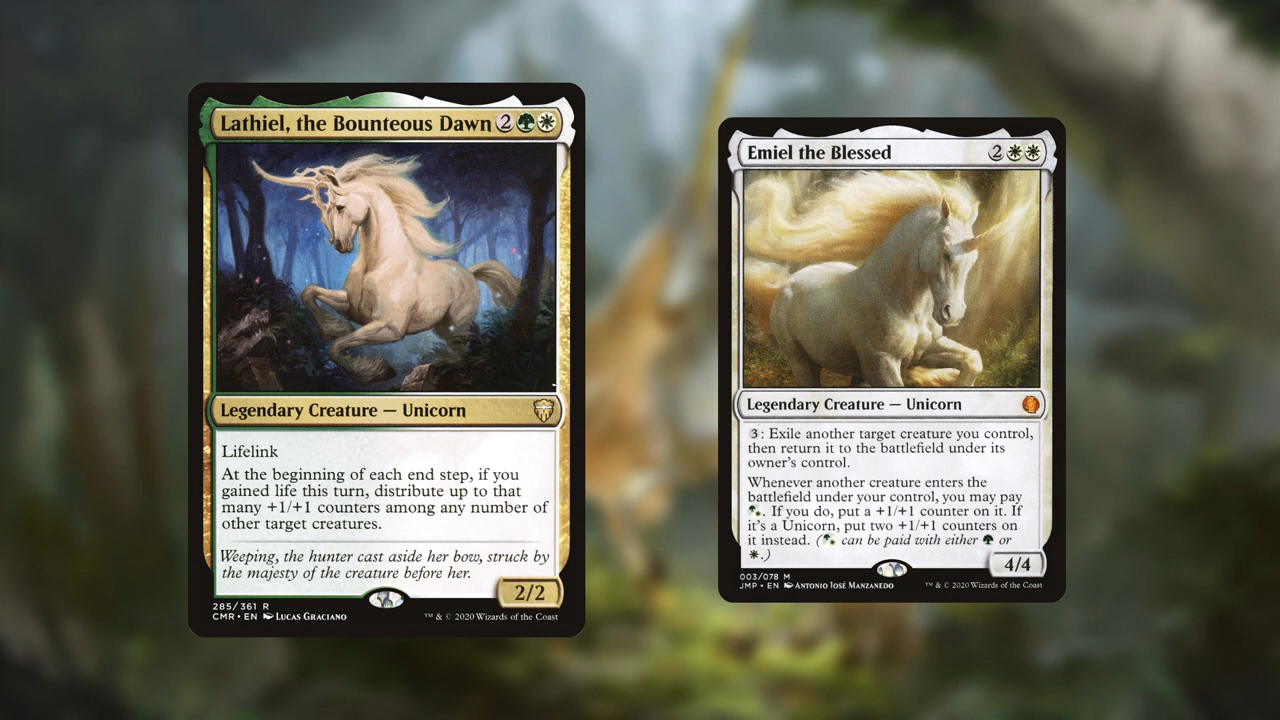 Lathiel, the Bounteous Dawn 2
Legendary Creature — Unicorn
Lifelink
At the beginning of each end step, if you
gained life this turn, distribute up to that
many +1/+1 counters among any number of
other target creatures.
Weeping, the hunter cast aside her bow, struck by
the majesty of the creature before her.
2/2
285/361 R
CMR • EN Lucas Graciano
™ & © 2020 Wizards of the Coast
Emiel the Blessed 2
Legendary Creature — Unicorn
3: Exile another target creature you control,
then return it to the battlefield under its
owner's control.
Whenever another creature enters the
battlefield under your control, you may pay
. If you do, put a +1/+1 counter on it. If
it's a Unicorn, put two +1/+1 counters on
it instead. ( can be paid with either or
.)
4/4
003/078 M
JMP • EN Antonio José Manzanedo
™ & © 2020 Wizards of the Coast